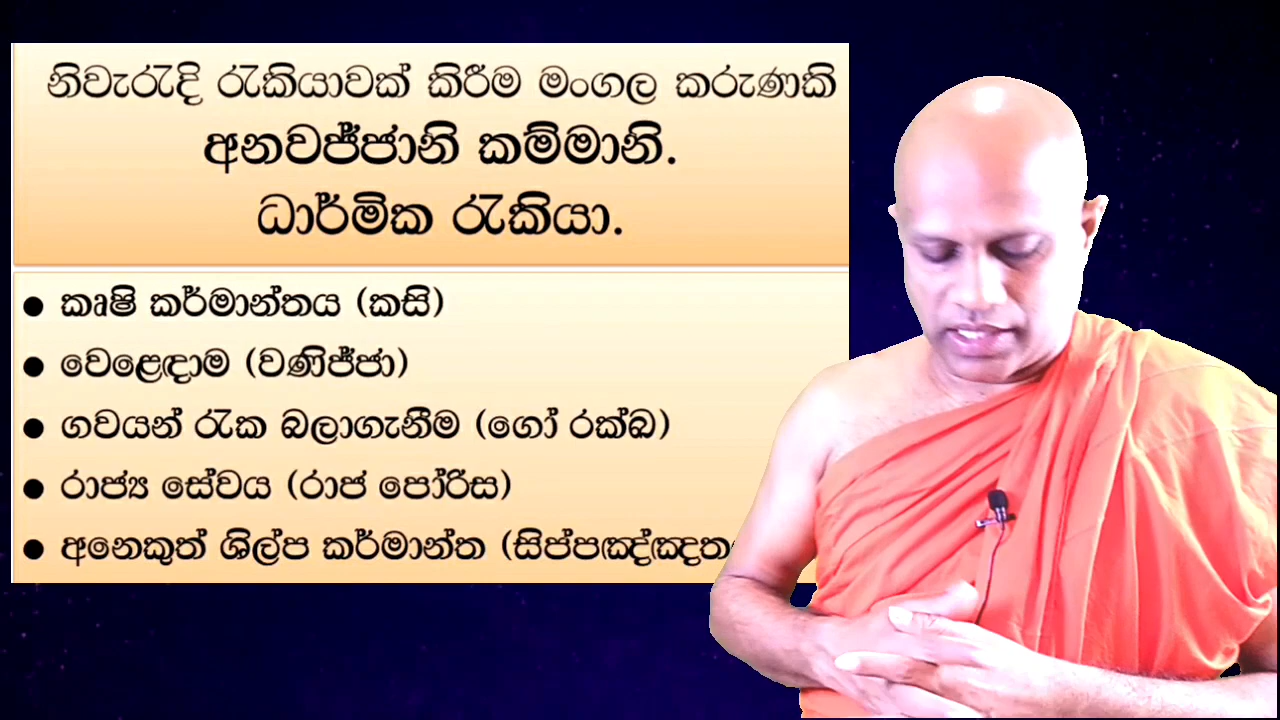 නිවැරැදි රැකියාවක් කිරීම මංගල කරුණකි
අනවජ්ජානි කම්මානි.
ධාර්මික රැකියා.
● කෘෂි කර්මාන්තය (කසි)
● වෙළෙඳාම (වණිජ්ජා)
● ගවයන් රැක බලාගැනීම (ගෝ රක්ඛ)
● රාජ්‍ය සේවය (රාජ පෝරිස)
● අනෙකුත් ශිල්ප කර්මාන්ත